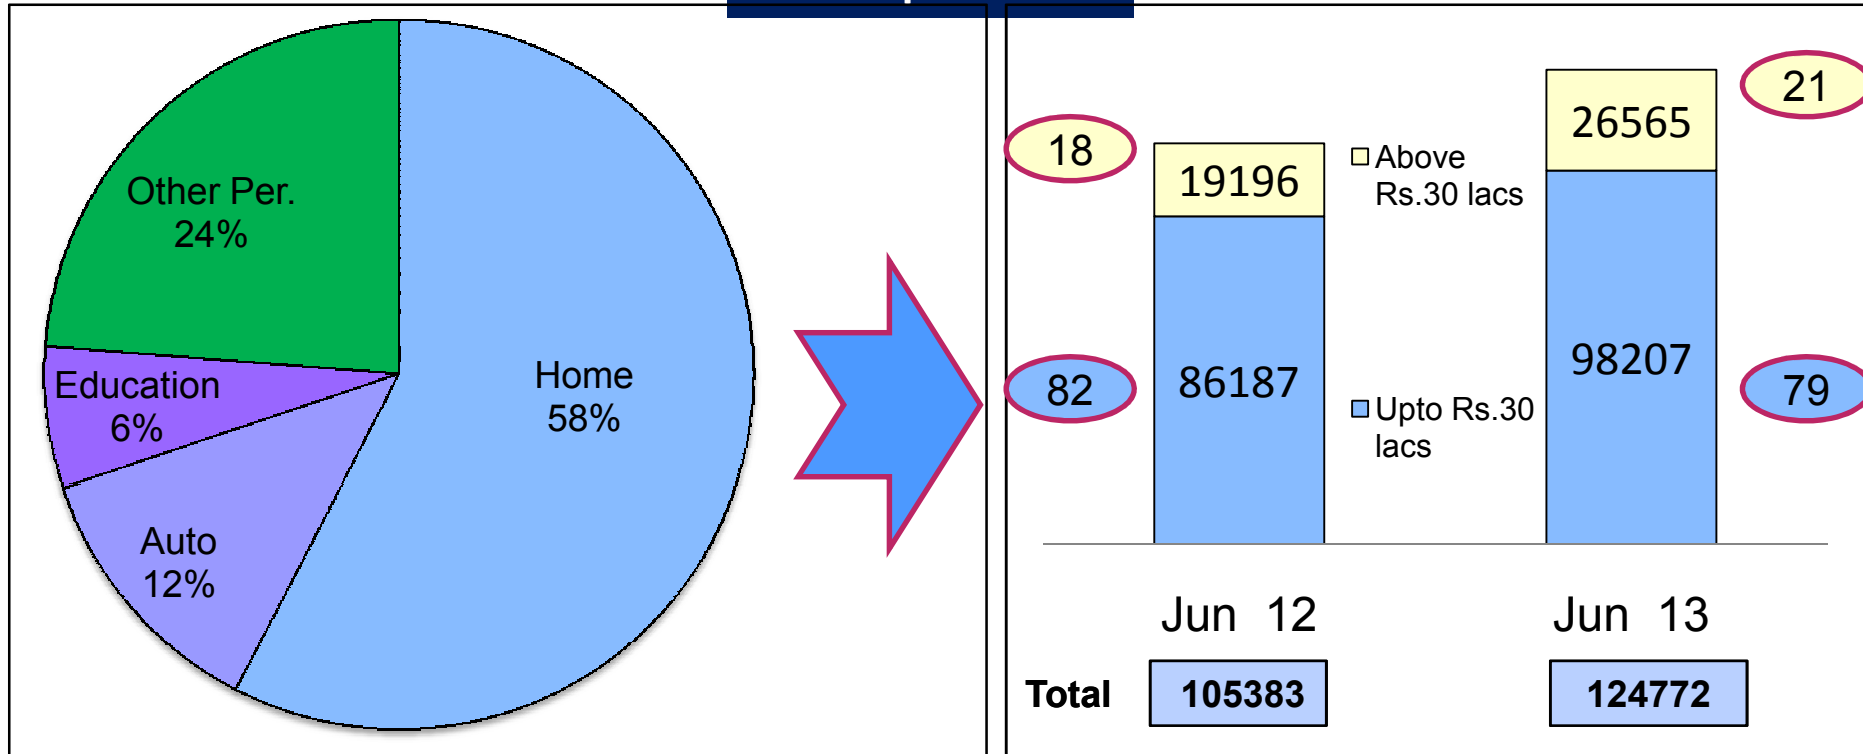 Other Per.
24%
Education
6%
Auto
12%
Home
58%
18
82
19196
86187
Above
Rs.30 lacs
Upto Rs.30
lacs
26565
98207
21
79
Jun 12
Jun 13
Total
105383
124772